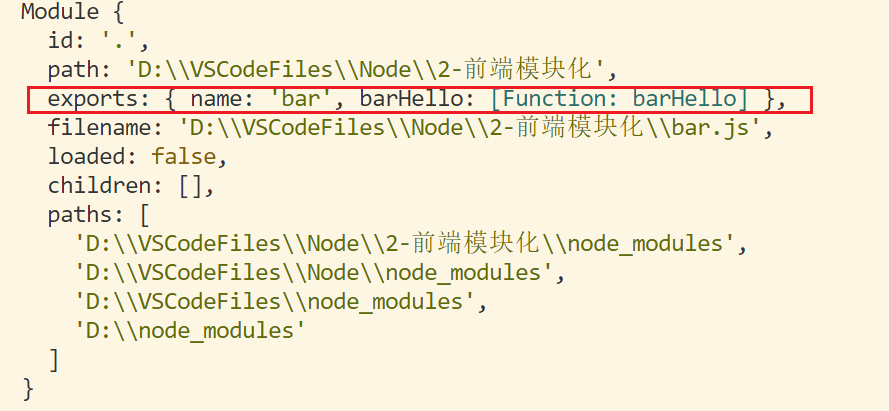 Module {
  id: '.',
  path: 'D:\\VSCodeFiles\\Node\\2-前端模块化',
  exports: { name: 'bar', barHello: [Function: barHello] },
  filename: 'D:\\VSCodeFiles\\Node\\2-前端模块化\\bar.js',
  loaded: false,
  children: [],
  paths: [
    'D:\\VSCodeFiles\\Node\\2-前端模块化\\node_modules',
    'D:\\VSCodeFiles\\Node\\node_modules',
    'D:\\VSCodeFiles\\node_modules',
    'D:\\node_modules'
  ]
}